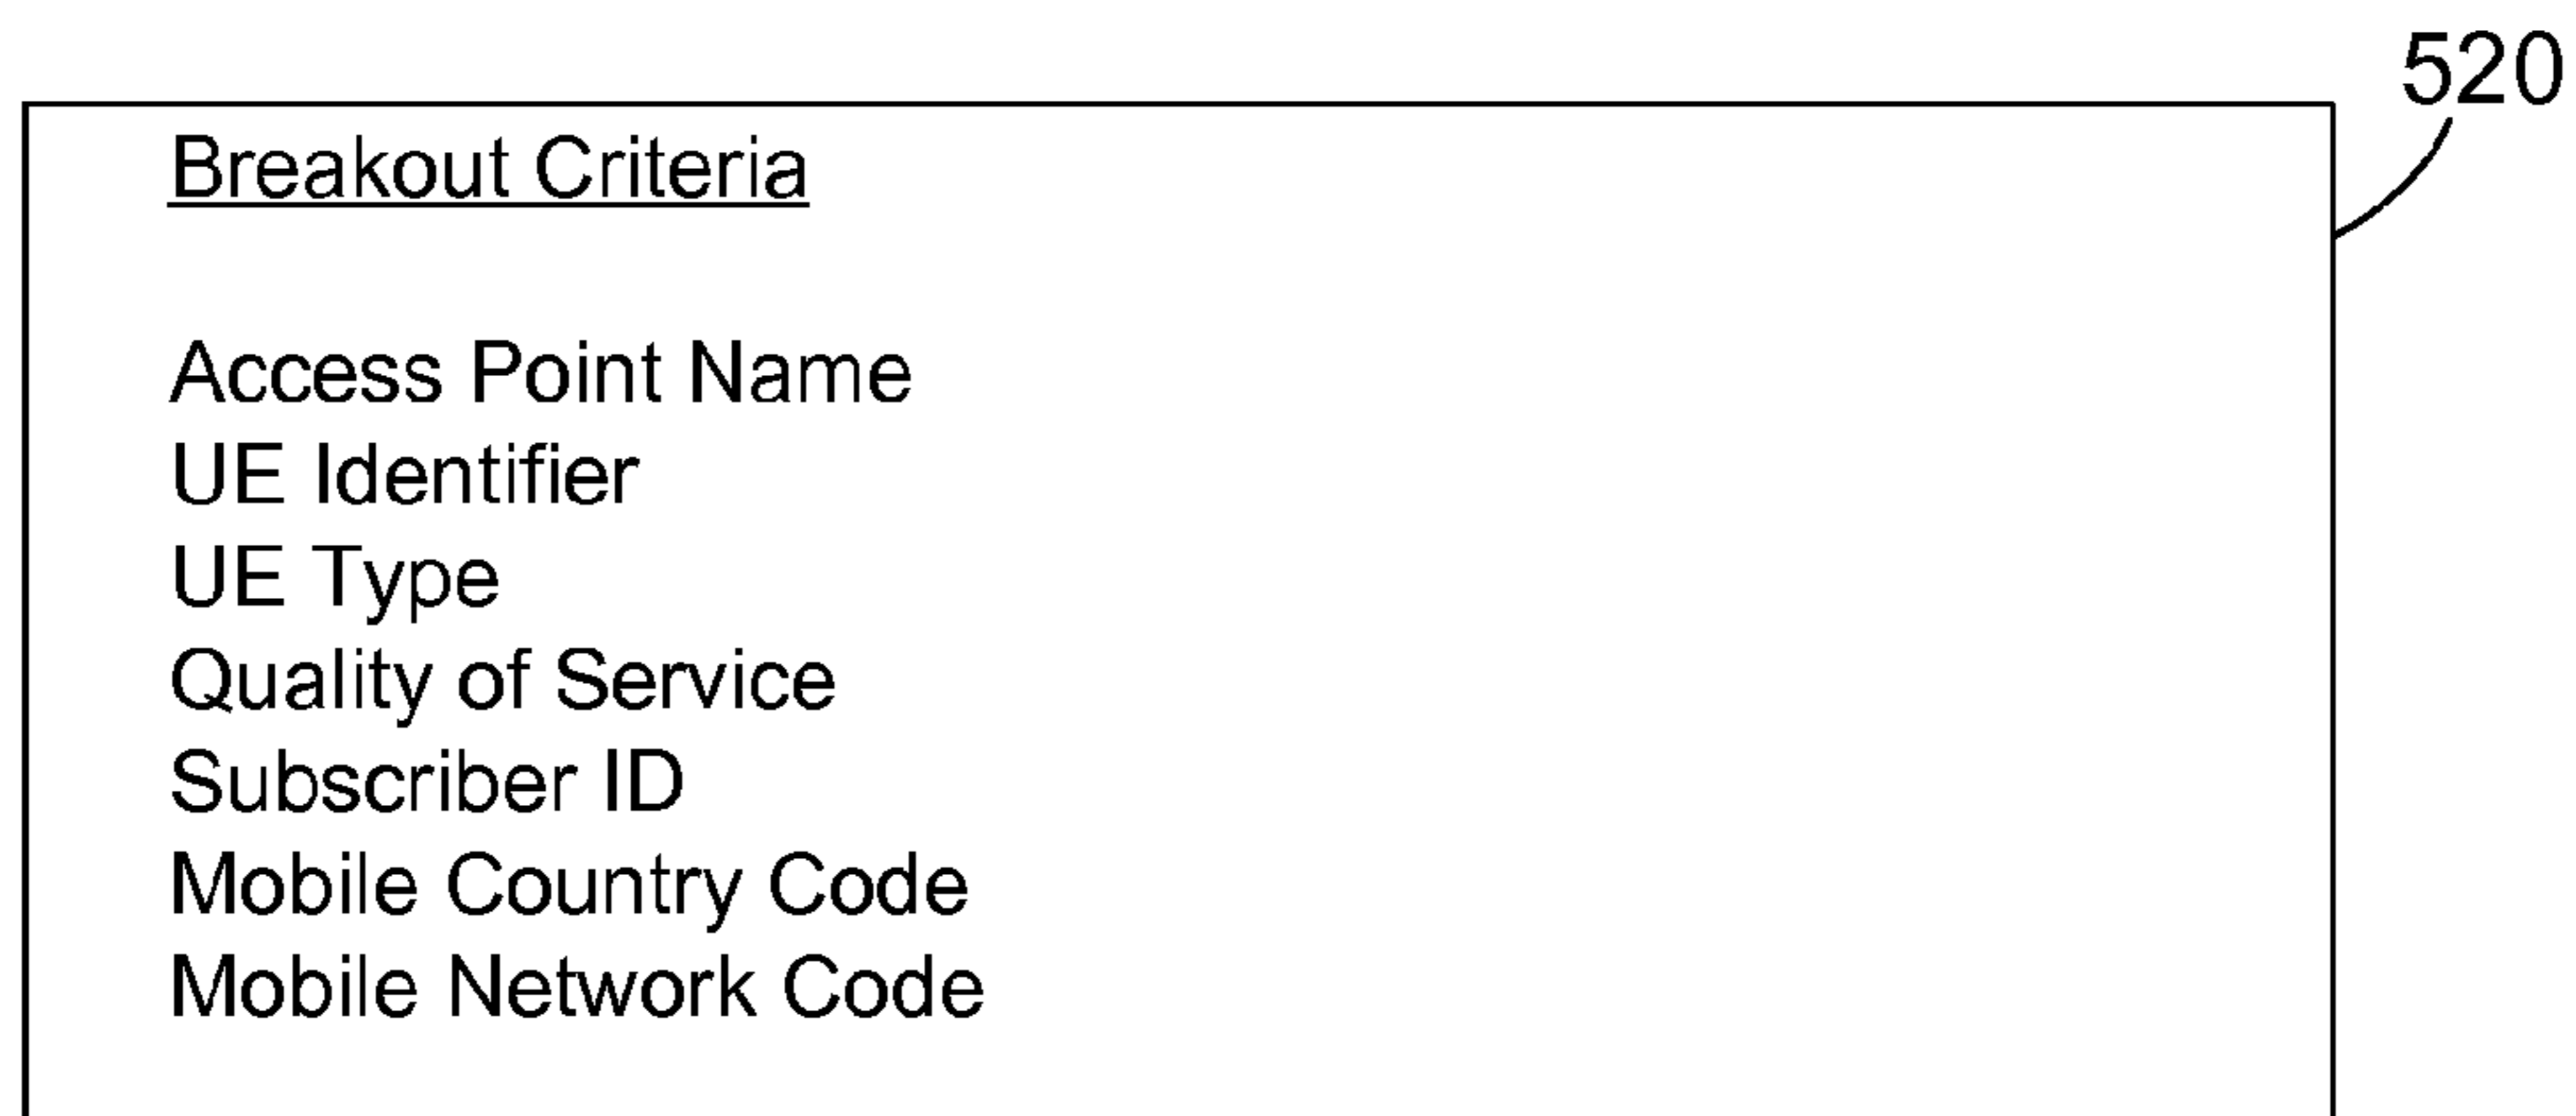 520
Breakout Criteria
Access Point Name
UE Identifier
UE Type
Quality of Service
Subscriber ID
Mobile Country Code
Mobile Network Code